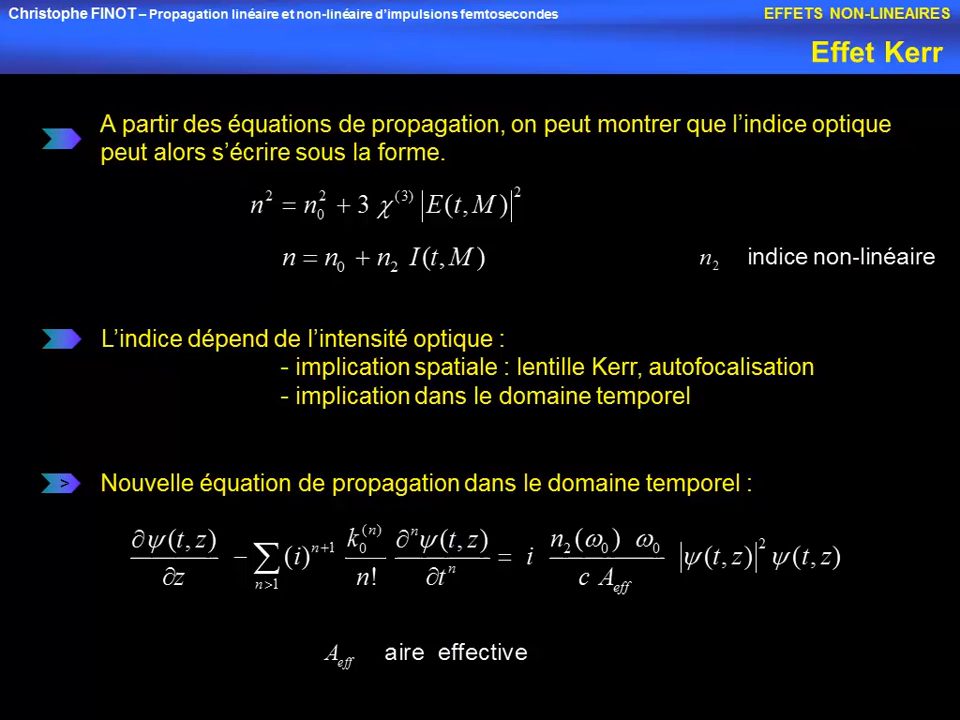 Christophe FINOT – Propagation linéaire et non-linéaire d'impulsions femtosecondes EFFETS NON-LINEAIRES
Effet Kerr
A partir des équations de propagation, on peut montrer que l'indice optique
peut alors s'écrire sous la forme.
n² = n₀² + 3 χ⁽³⁾ |E(t, M)|²
n = n₀ + n₂ I(t, M) n₂ indice non-linéaire
L'indice dépend de l'intensité optique :
- implication spatiale : lentille Kerr, autofocalisation
- implication dans le domaine temporel
> Nouvelle équation de propagation dans le domaine temporel :
∂ψ(t, z)/∂z − ∑_{n>1} (i)^{n+1} k₀^{(n)}/n! ∂ⁿψ(t, z)/∂tⁿ = i n₂(ω₀) ω₀/(c A_{eff}) |ψ(t, z)|² ψ(t, z)
A_{eff} aire effective